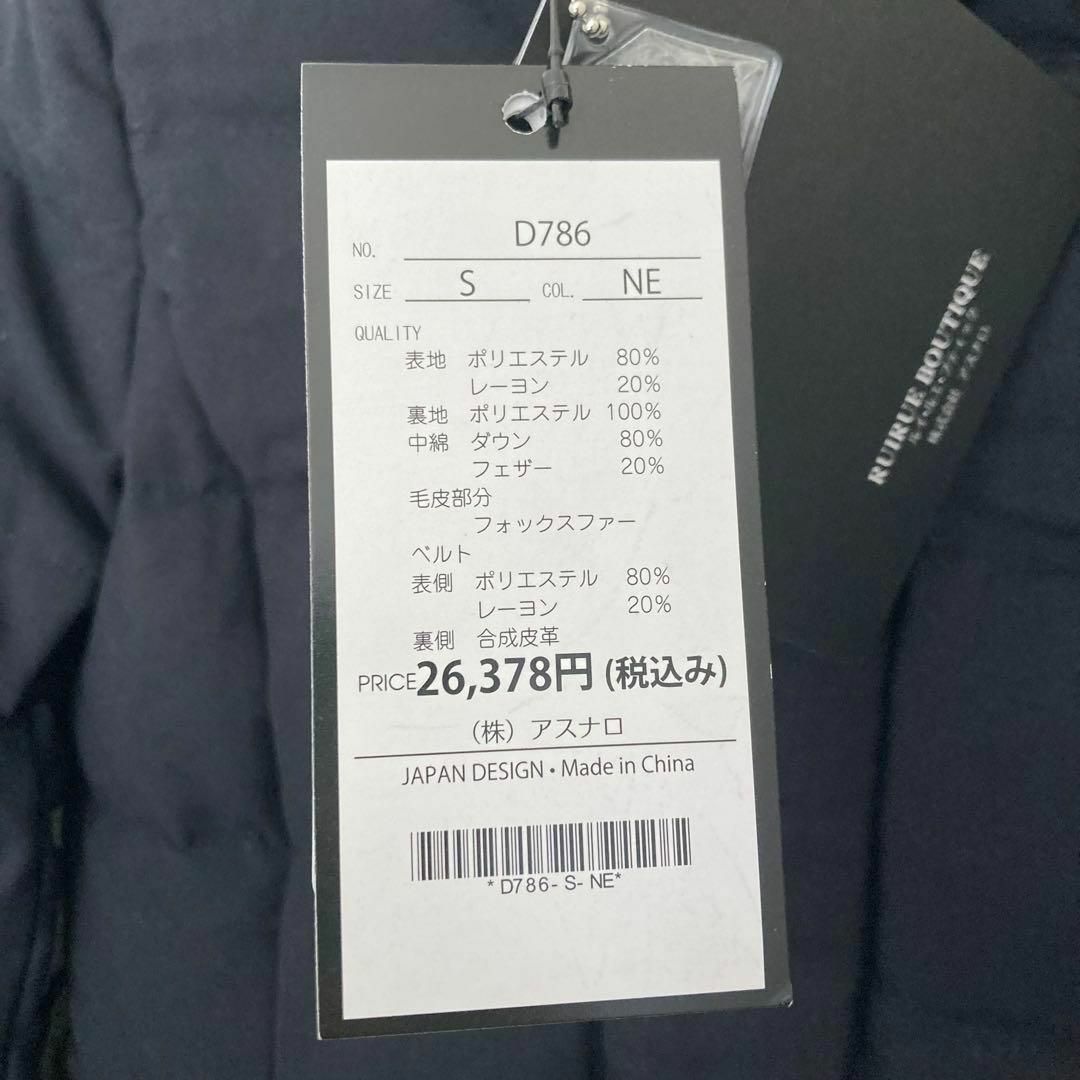 NO. D786
SIZE S COL. NE
QUALITY
表地 ポリエステル 80%
レーヨン 20%
裏地 ポリエステル 100%
中綿 ダウン 80%
フェザー 20%
毛皮部分
フォックスファー
ベルト
表側 ポリエステル 80%
レーヨン 20%
裏側 合成皮革
PRICE 26,378円 (税込み)
(株) アスナロ
JAPAN DESIGN • Made in China
* D786- S- NE*
RUIRUE BOUTIQUE